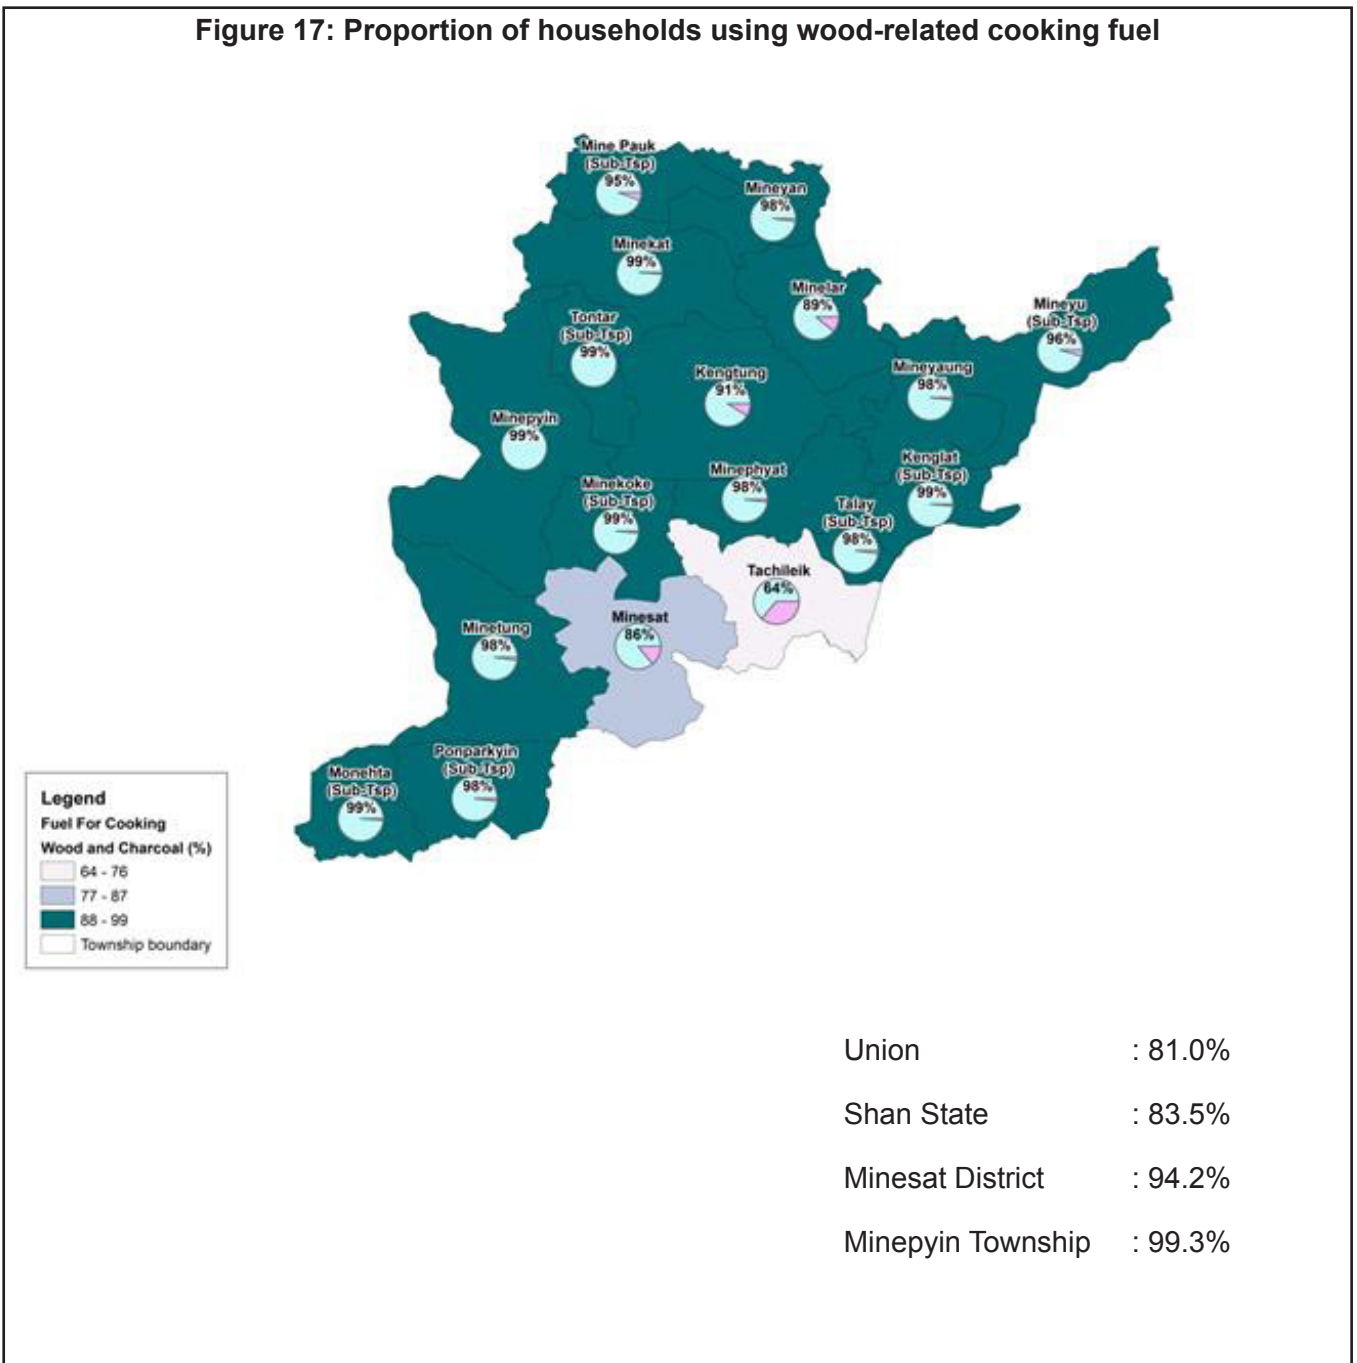 Figure 17: Proportion of households using wood-related cooking fuel
Mine Pauk
(Sub-Tsp)
95%
Mineyan
98%
Minekat
99%
Minelar
89%
Mineyu
(Sub-Tsp)
96%
Tontar
(Sub-Tsp)
99%
Kengtung
91%
Mineyaung
98%
Minepyin
99%
Minephyat
98%
Kenglat
(Sub-Tsp)
99%
Minekoke
(Sub-Tsp)
99%
Talay
(Sub-Tsp)
98%
Tachileik
64%
Minesat
86%
Minetung
98%
Ponparkyin
(Sub-Tsp)
98%
Monehta
(Sub-Tsp)
99%
Legend
Fuel For Cooking
Wood and Charcoal (%)
64 - 76
77 - 87
88 - 99
Township boundary
Union : 81.0%
Shan State : 83.5%
Minesat District : 94.2%
Minepyin Township : 99.3%